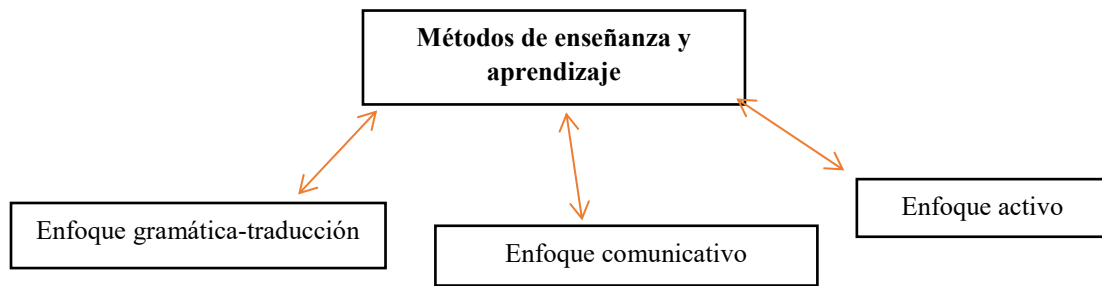 Métodos de enseñanza y
aprendizaje
Enfoque gramática-traducción
Enfoque comunicativo
Enfoque activo